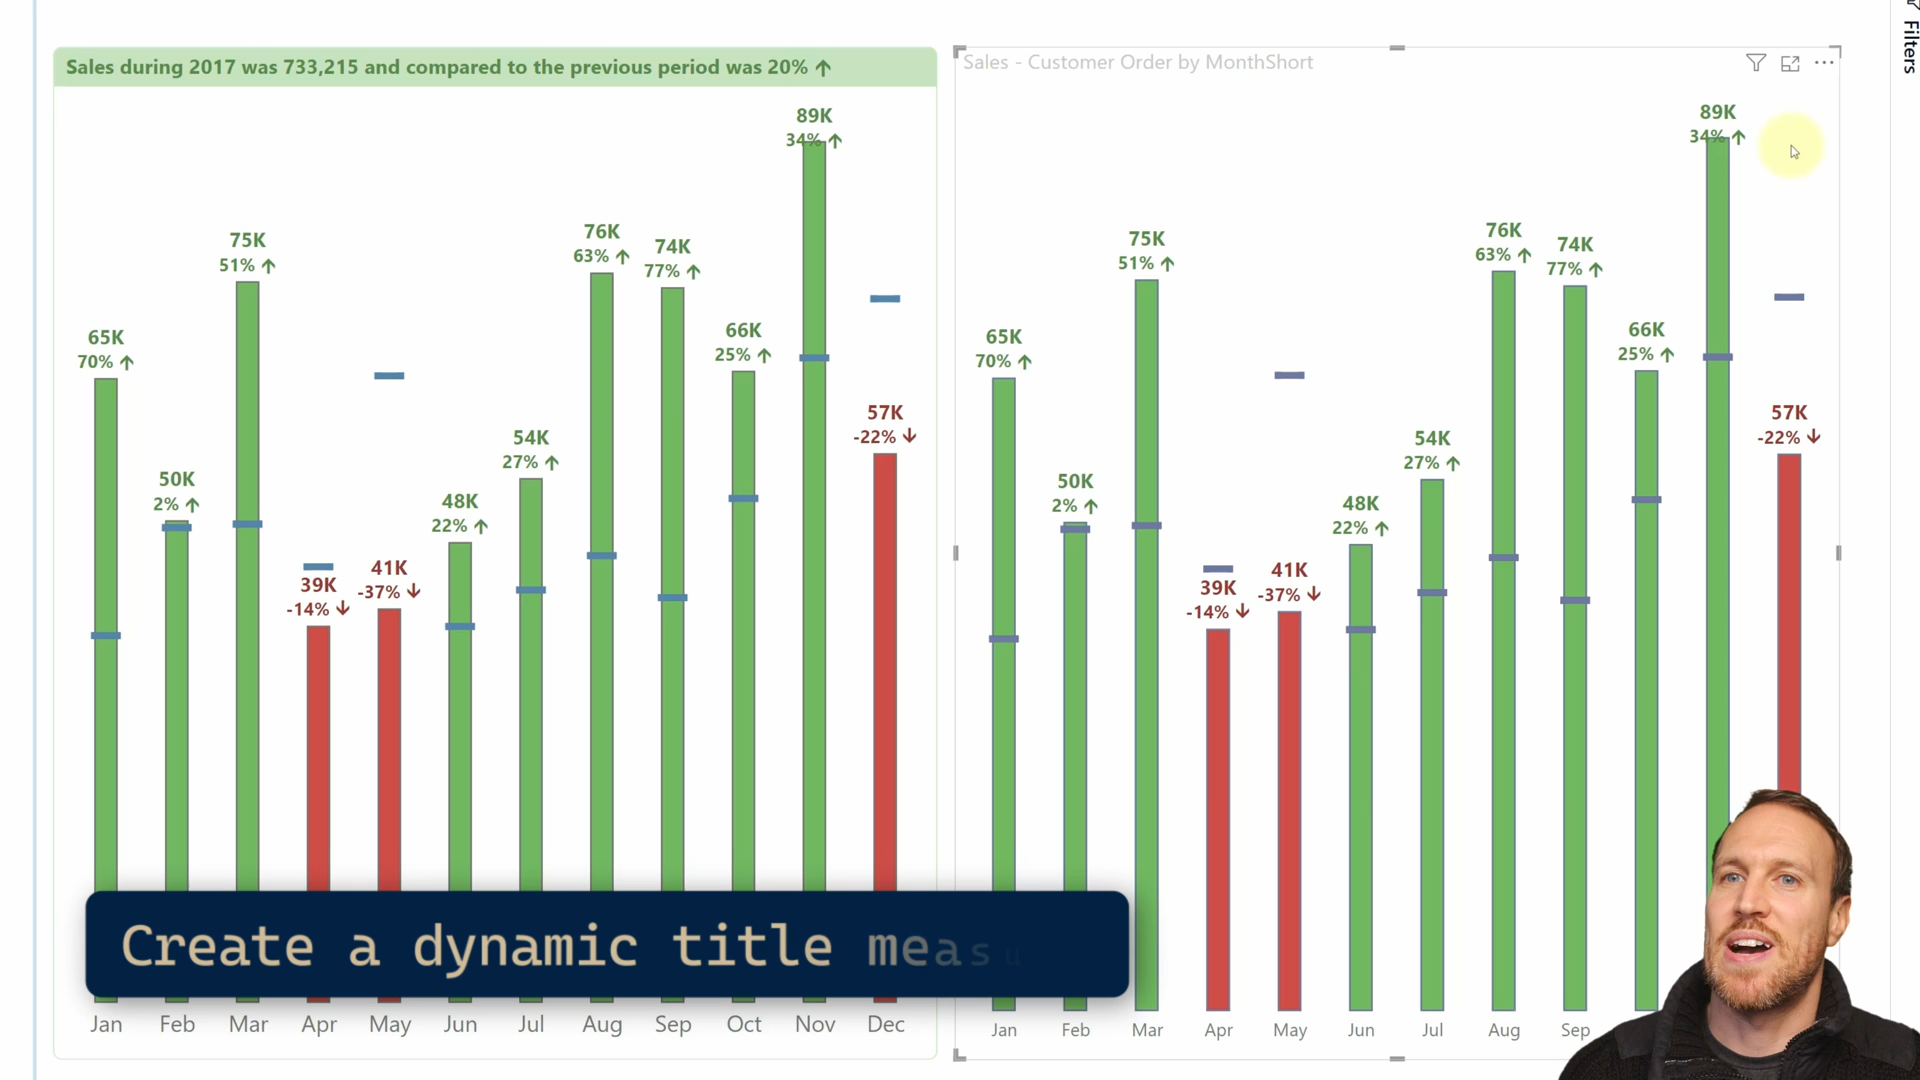 Filters
Sales during 2017 was 733,215 and compared to the previous period was 20% ↑
89K
34% ↑
75K
51% ↑
76K
63% ↑
74K
77% ↑
65K
70% ↑
66K
25% ↑
50K
2% ↑
54K
27% ↑
57K
-22% ↓
48K
22% ↑
39K
-14% ↓
41K
-37% ↓
Jan Feb Mar Apr May Jun Jul Aug Sep Oct Nov Dec
Sales - Customer Order by MonthShort
89K
34% ↑
75K
51% ↑
76K
63% ↑
74K
77% ↑
65K
70% ↑
66K
25% ↑
50K
2% ↑
54K
27% ↑
57K
-22% ↓
48K
22% ↑
39K
-14% ↓
41K
-37% ↓
Jan Feb Mar Apr May Jun Jul Aug Sep
Create a dynamic title measu